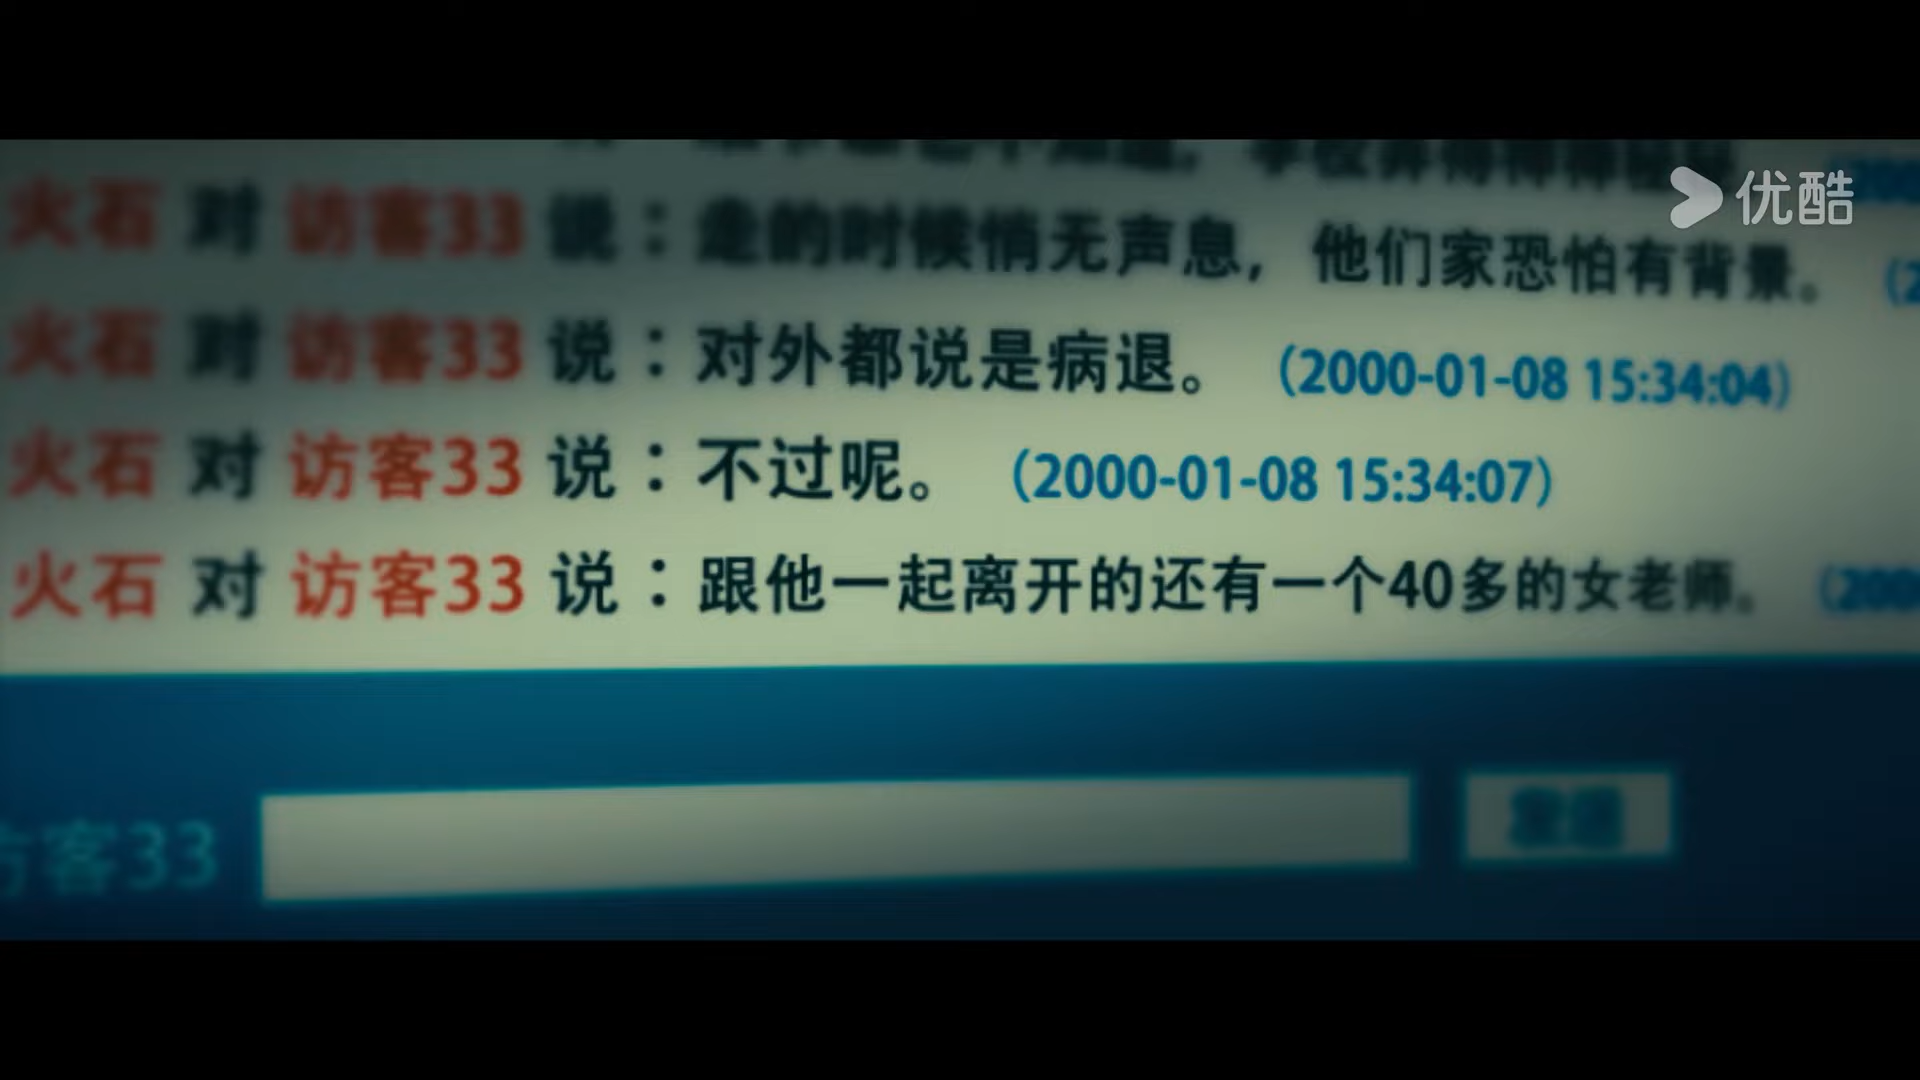 优酷
火石 对 访客33 说：走的时候悄无声息，他们家恐怕有背景。
火石 对 访客33 说：对外都说是病退。 (2000-01-08 15:34:04)
火石 对 访客33 说：不过呢。 (2000-01-08 15:34:07)
火石 对 访客33 说：跟他一起离开的还有一个40多的女老师。
访客33